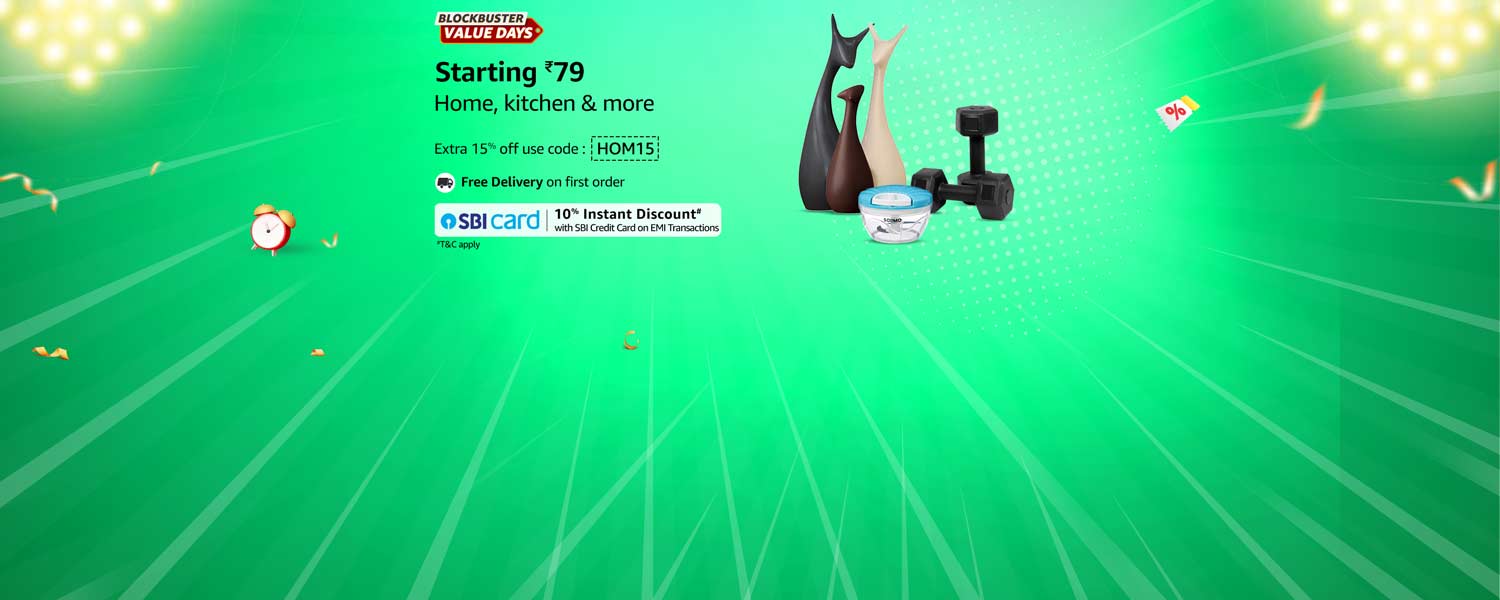 BLOCKBUSTER
VALUE DAYS
Starting ₹79
Home, kitchen & more
Extra 15% off use code : HOM15
Free Delivery on first order
SBI card
10% Instant Discount#
with SBI Credit Card on EMI Transactions
#T&C apply
%
SOLIMO